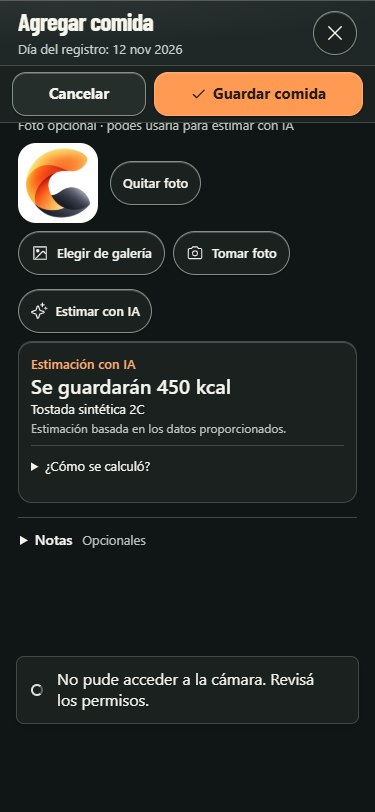 Agregar comida
Día del registro: 12 nov 2026
Cancelar
Guardar comida
Foto opcional · podés usarla para estimar con IA
Quitar foto
Elegir de galería
Tomar foto
Estimar con IA
Estimación con IA
Se guardarán 450 kcal
Tostada sintética 2C
Estimación basada en los datos proporcionados.
¿Cómo se calculó?
Notas Opcionales
No pude acceder a la cámara. Revisá
los permisos.